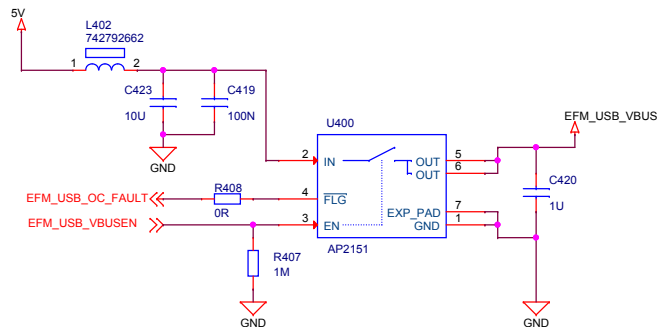 5V
L402
742792662
1
2
C423
10U
C419
100N
GND
U400
EFM_USB_VBUS
2
IN
OUT
5
OUT
6
EFM_USB_OC_FAULT
R408
0R
4
FLG
C420
1U
EFM_USB_VBUSEN
3
EN
EXP_PAD
7
GND
1
AP2151
R407
1M
GND
GND